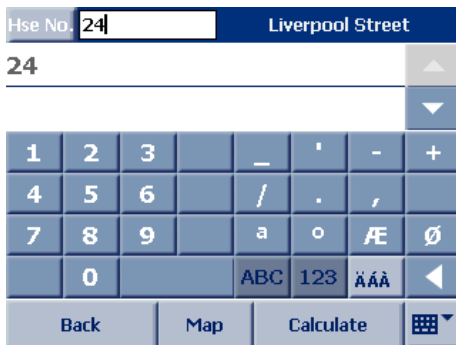 Hse No. 24 Liverpool Street
24
1 2 3 _ ' - +
4 5 6 / . ,
7 8 9 a o Æ Ø
0 ABC 123 ÄÁÀ
Back Map Calculate